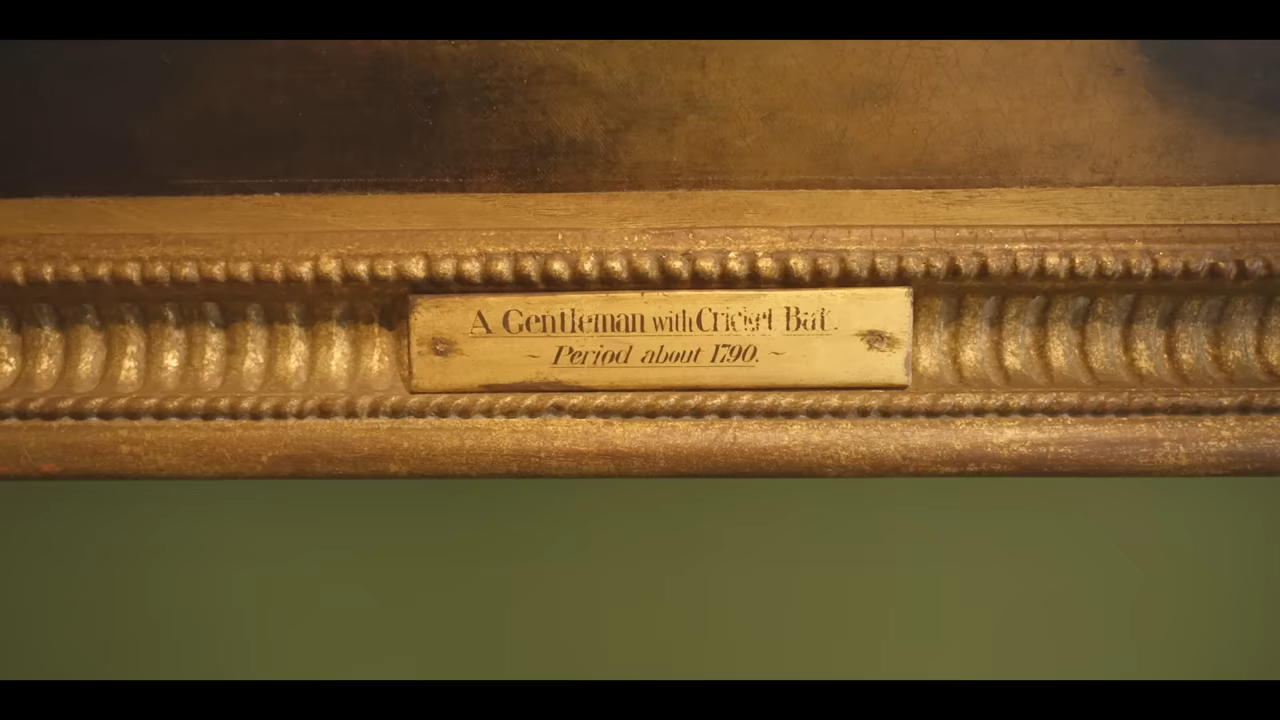 A Gentleman with Cricket Bat.
~ Period about 1790. ~